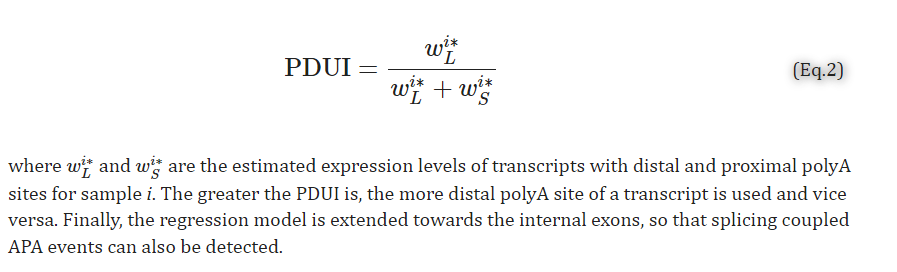 PDUI = \frac{w_L^{i*}}{w_L^{i*} + w_S^{i*}} (Eq.2)
where w_L^{i*} and w_S^{i*} are the estimated expression levels of transcripts with distal and proximal polyA
sites for sample i. The greater the PDUI is, the more distal polyA site of a transcript is used and vice
versa. Finally, the regression model is extended towards the internal exons, so that splicing coupled
APA events can also be detected.